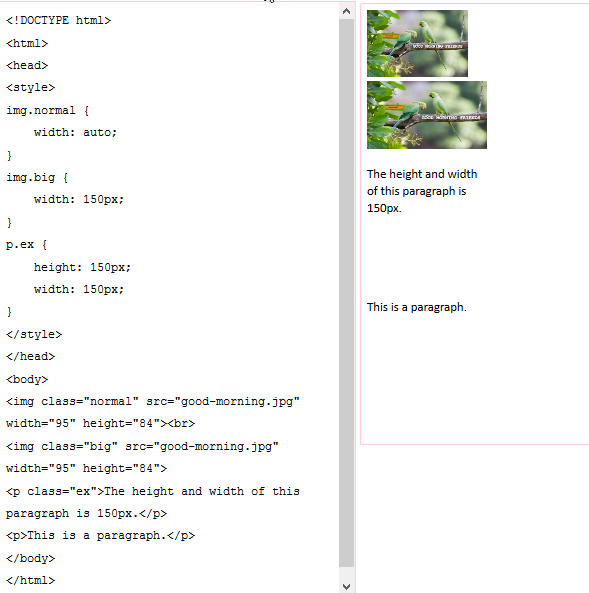 <!DOCTYPE html>
<html>
<head>
<style>
img.normal {
    width: auto;
}
img.big {
    width: 150px;
}
p.ex {
    height: 150px;
    width: 150px;
}
</style>
</head>
<body>
<img class="normal" src="good-morning.jpg"
width="95" height="84"><br>
<img class="big" src="good-morning.jpg"
width="95" height="84">
<p class="ex">The height and width of this
paragraph is 150px.</p>
<p>This is a paragraph.</p>
</body>
</html>
GOOD MORNING FRIENDS
GOOD MORNING FRIENDS
The height and width
of this paragraph is
150px.
This is a paragraph.